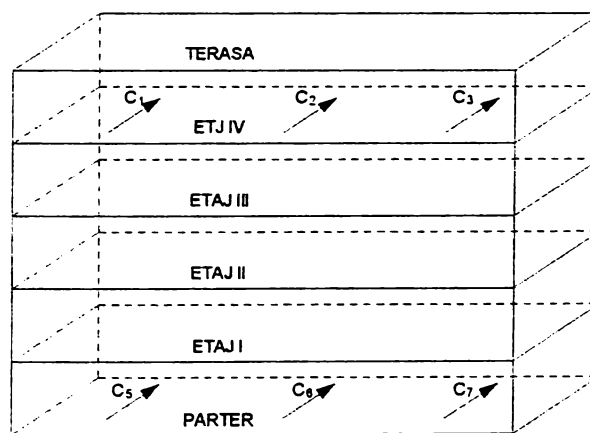 TERASA
C1 C2 C3
ETJ IV
ETAJ III
ETAJ II
ETAJ I
C5 C6 C7
PARTER